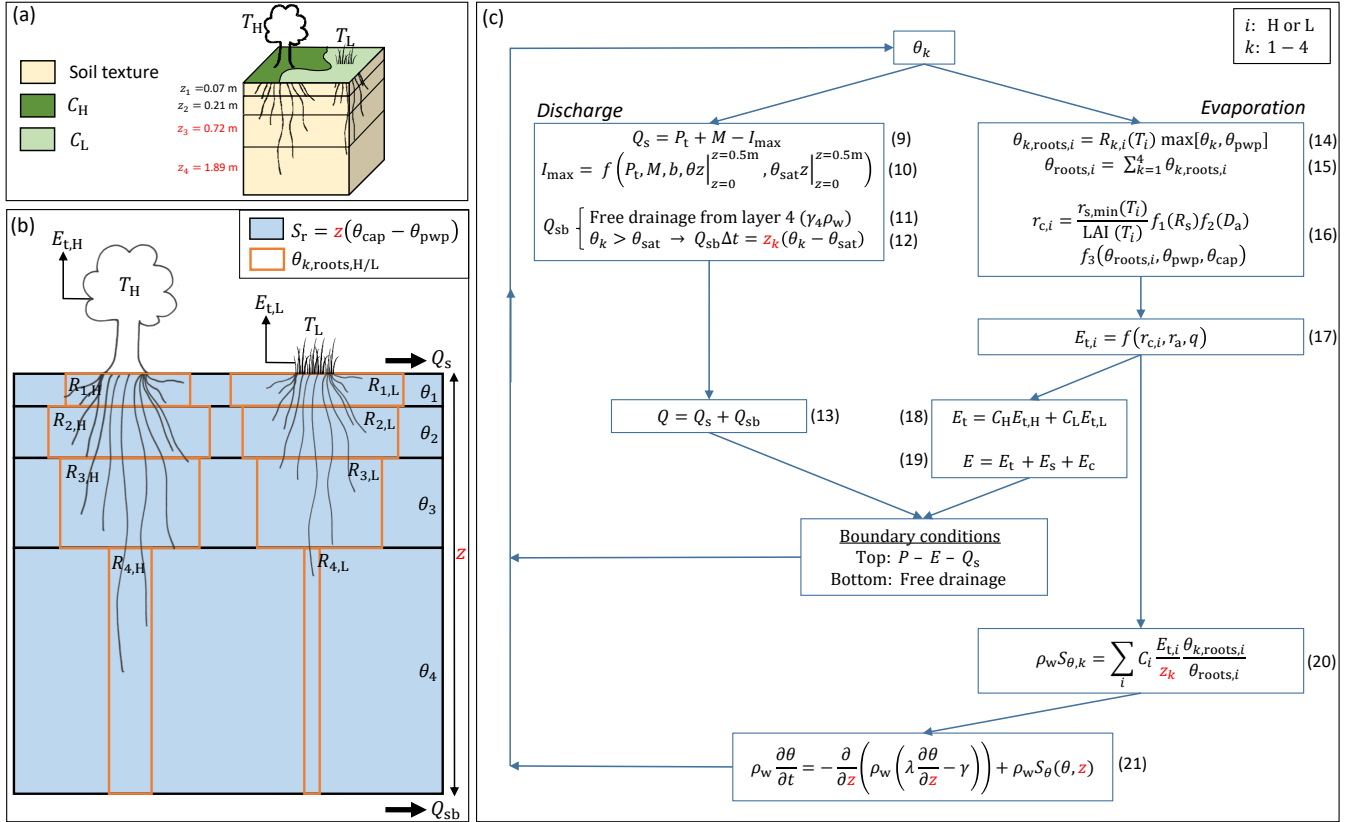 (a)
T_H
T_L
Soil texture
C_H
C_L
z_1 = 0.07 m
z_2 = 0.21 m
z_3 = 0.72 m
z_4 = 1.89 m
(b)
S_r = z(θ_cap − θ_pwp)
θ_k,roots,H/L
E_t,H
T_H
E_t,L
T_L
Q_s
R_1,H
R_1,L
θ_1
R_2,H
R_2,L
θ_2
R_3,H
R_3,L
θ_3
z
R_4,H
R_4,L
θ_4
Q_sb
(c)
i: H or L
k: 1 – 4
θ_k
Discharge
Q_s = P_t + M − I_max (9)
I_max = f(P_t, M, b, θz|_{z=0}^{z=0.5m}, θ_sat z|_{z=0}^{z=0.5m}) (10)
Q_sb { Free drainage from layer 4 (γ_4ρ_w) (11)
θ_k > θ_sat → Q_sbΔt = z_k(θ_k − θ_sat) (12)
Evaporation
θ_k,roots,i = R_k,i(T_i) max[θ_k, θ_pwp] (14)
θ_roots,i = ∑_{k=1}^{4} θ_k,roots,i (15)
r_c,i = r_s,min(T_i) / LAI (T_i) f_1(R_s)f_2(D_a)
f_3(θ_roots,i, θ_pwp, θ_cap) (16)
E_t,i = f(r_c,i, r_a, q) (17)
Q = Q_s + Q_sb (13)
(18) E_t = C_H E_t,H + C_L E_t,L
(19) E = E_t + E_s + E_c
Boundary conditions
Top: P – E – Q_s
Bottom: Free drainage
ρ_w S_θ,k = ∑_i C_i (E_t,i / z_k) (θ_k,roots,i / θ_roots,i) (20)
ρ_w ∂θ/∂t = − ∂/∂z (ρ_w (λ ∂θ/∂z − γ)) + ρ_w S_θ(θ, z) (21)